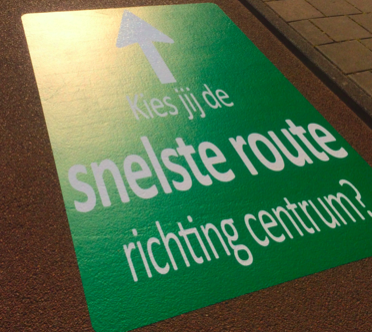 Kies jij de
snelste route
richting centrum?